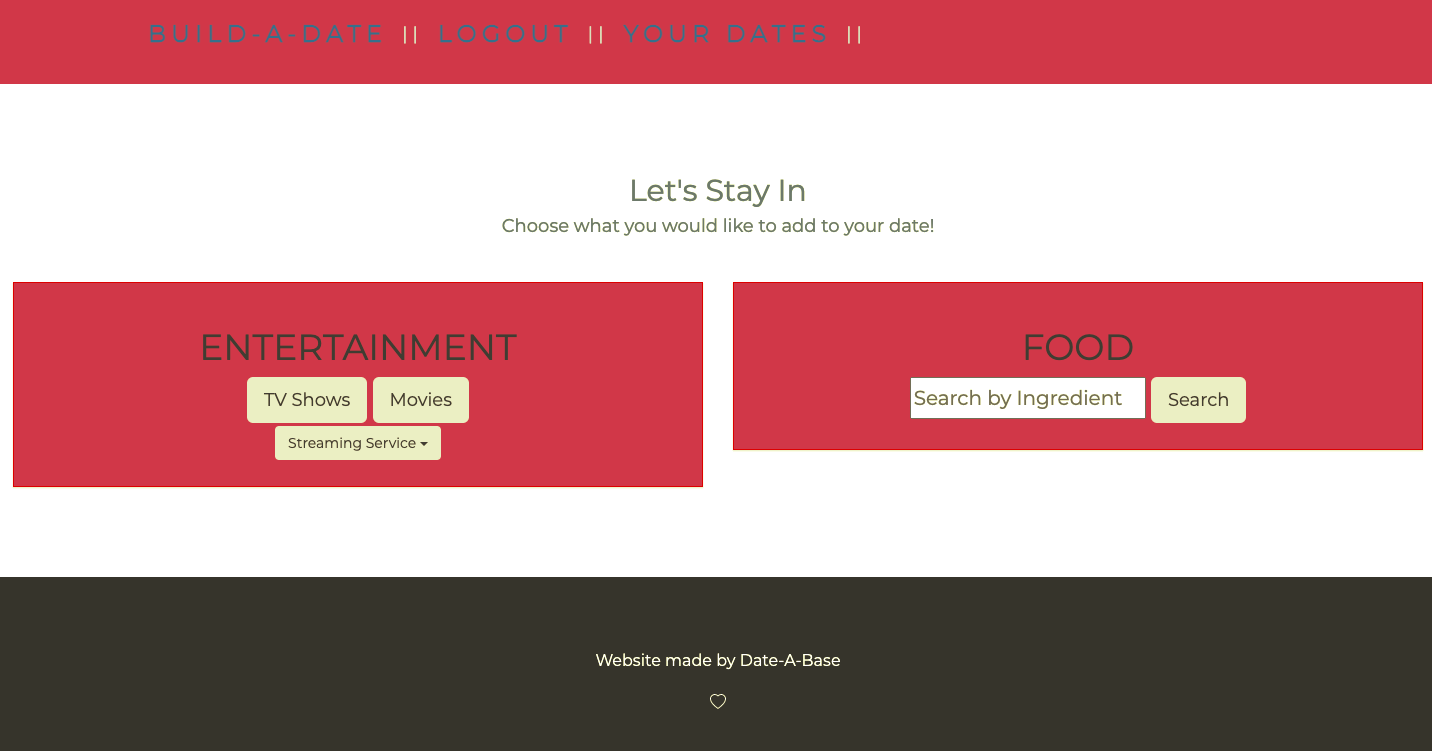 BUILD-A-DATE || LOGOUT || YOUR DATES ||
Let's Stay In
Choose what you would like to add to your date!
ENTERTAINMENT
TV Shows Movies
Streaming Service
FOOD
Search by Ingredient Search
Website made by Date-A-Base